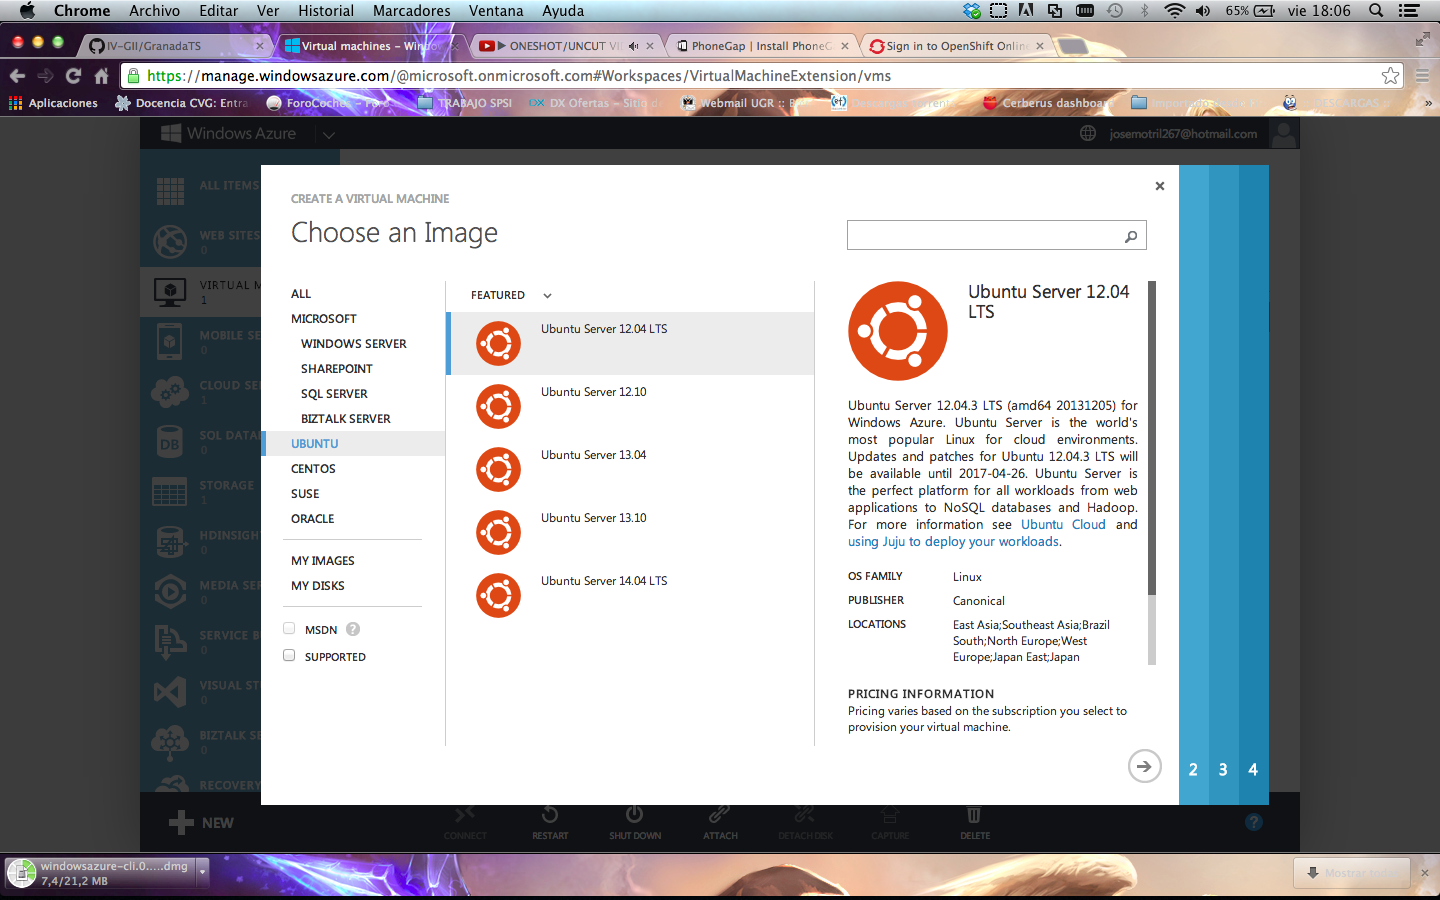 Chrome Archivo Editar Ver Historial Marcadores Ventana Ayuda 65% vie 18:06
IV-GII/GranadaTS Virtual machines – Windo ▶ ONESHOT/UNCUT VI PhoneGap | Install PhoneG Sign in to OpenShift Online
https://manage.windowsazure.com/@microsoft.onmicrosoft.com#Workspaces/VirtualMachineExtension/vms
Aplicaciones Docencia CVG: Entra ForoCoches - Foro TRABAJO SPSI DX Ofertas – Sitio de Webmail UGR :: Cerberus dashboa »
Windows Azure josemotril267@hotmail.com
ALL ITEMS
WEB SITES
0
VIRTUAL M
1
MOBILE SE
0
CLOUD SER
1
SQL DATAB
0
STORAGE
1
HDINSIGH
0
MEDIA SER
0
SERVICE B
0
VISUAL ST
0
BIZTALK S
0
RECOVERY
CREATE A VIRTUAL MACHINE
Choose an Image
ALL
MICROSOFT
WINDOWS SERVER
SHAREPOINT
SQL SERVER
BIZTALK SERVER
UBUNTU
CENTOS
SUSE
ORACLE
MY IMAGES
MY DISKS
MSDN ?
SUPPORTED
FEATURED
Ubuntu Server 12.04 LTS
Ubuntu Server 12.10
Ubuntu Server 13.04
Ubuntu Server 13.10
Ubuntu Server 14.04 LTS
Ubuntu Server 12.04
LTS
Ubuntu Server 12.04.3 LTS (amd64 20131205) for
Windows Azure. Ubuntu Server is the world's
most popular Linux for cloud environments.
Updates and patches for Ubuntu 12.04.3 LTS will
be available until 2017-04-26. Ubuntu Server is
the perfect platform for all workloads from web
applications to NoSQL databases and Hadoop.
For more information see Ubuntu Cloud and
using Juju to deploy your workloads.
OS FAMILY Linux
PUBLISHER Canonical
LOCATIONS East Asia;Southeast Asia;Brazil
South;North Europe;West
Europe;Japan East;Japan
PRICING INFORMATION
Pricing varies based on the subscription you select to
provision your virtual machine.
2 3 4
NEW CONNECT RESTART SHUT DOWN ATTACH DETACH DISK CAPTURE DELETE ?
windowsazure-cli.0.....dmg
7,4/21,2 MB
Mostrar